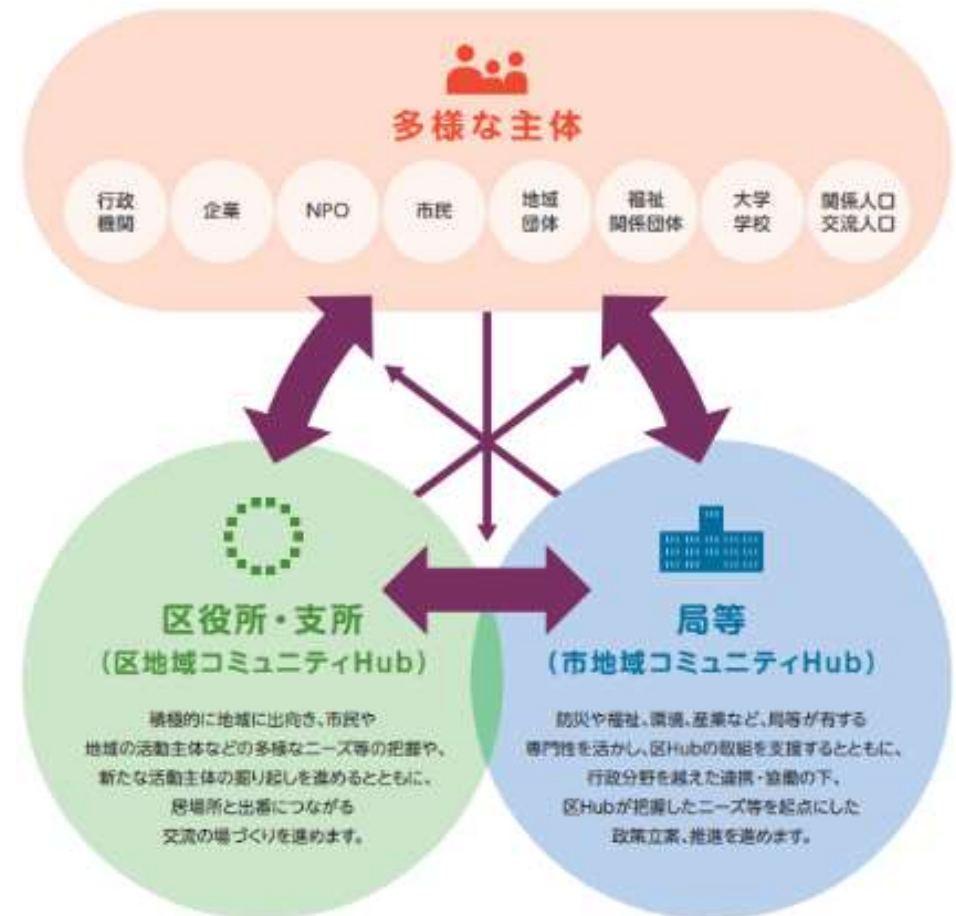 多様な主体
行政
機関
企業
NPO
市民
地域
団体
福祉
関係団体
大学
学校
関係人口
交流人口
区役所・支所
(区地域コミュニティHub)
積極的に地域に出向き、市民や
地域の活動主体などの多様なニーズ等の把握や、
新たな活動主体の掘り起しを進めるとともに、
居場所と出番につながる
交流の場づくりを進めます。
局等
(市地域コミュニティHub)
防災や福祉、環境、産業など、局等が有する
専門性を活かし、区Hubの取組を支援するとともに、
行政分野を越えた連携・協働の下、
区Hubが把握したニーズ等を起点にした
政策立案、推進を進めます。